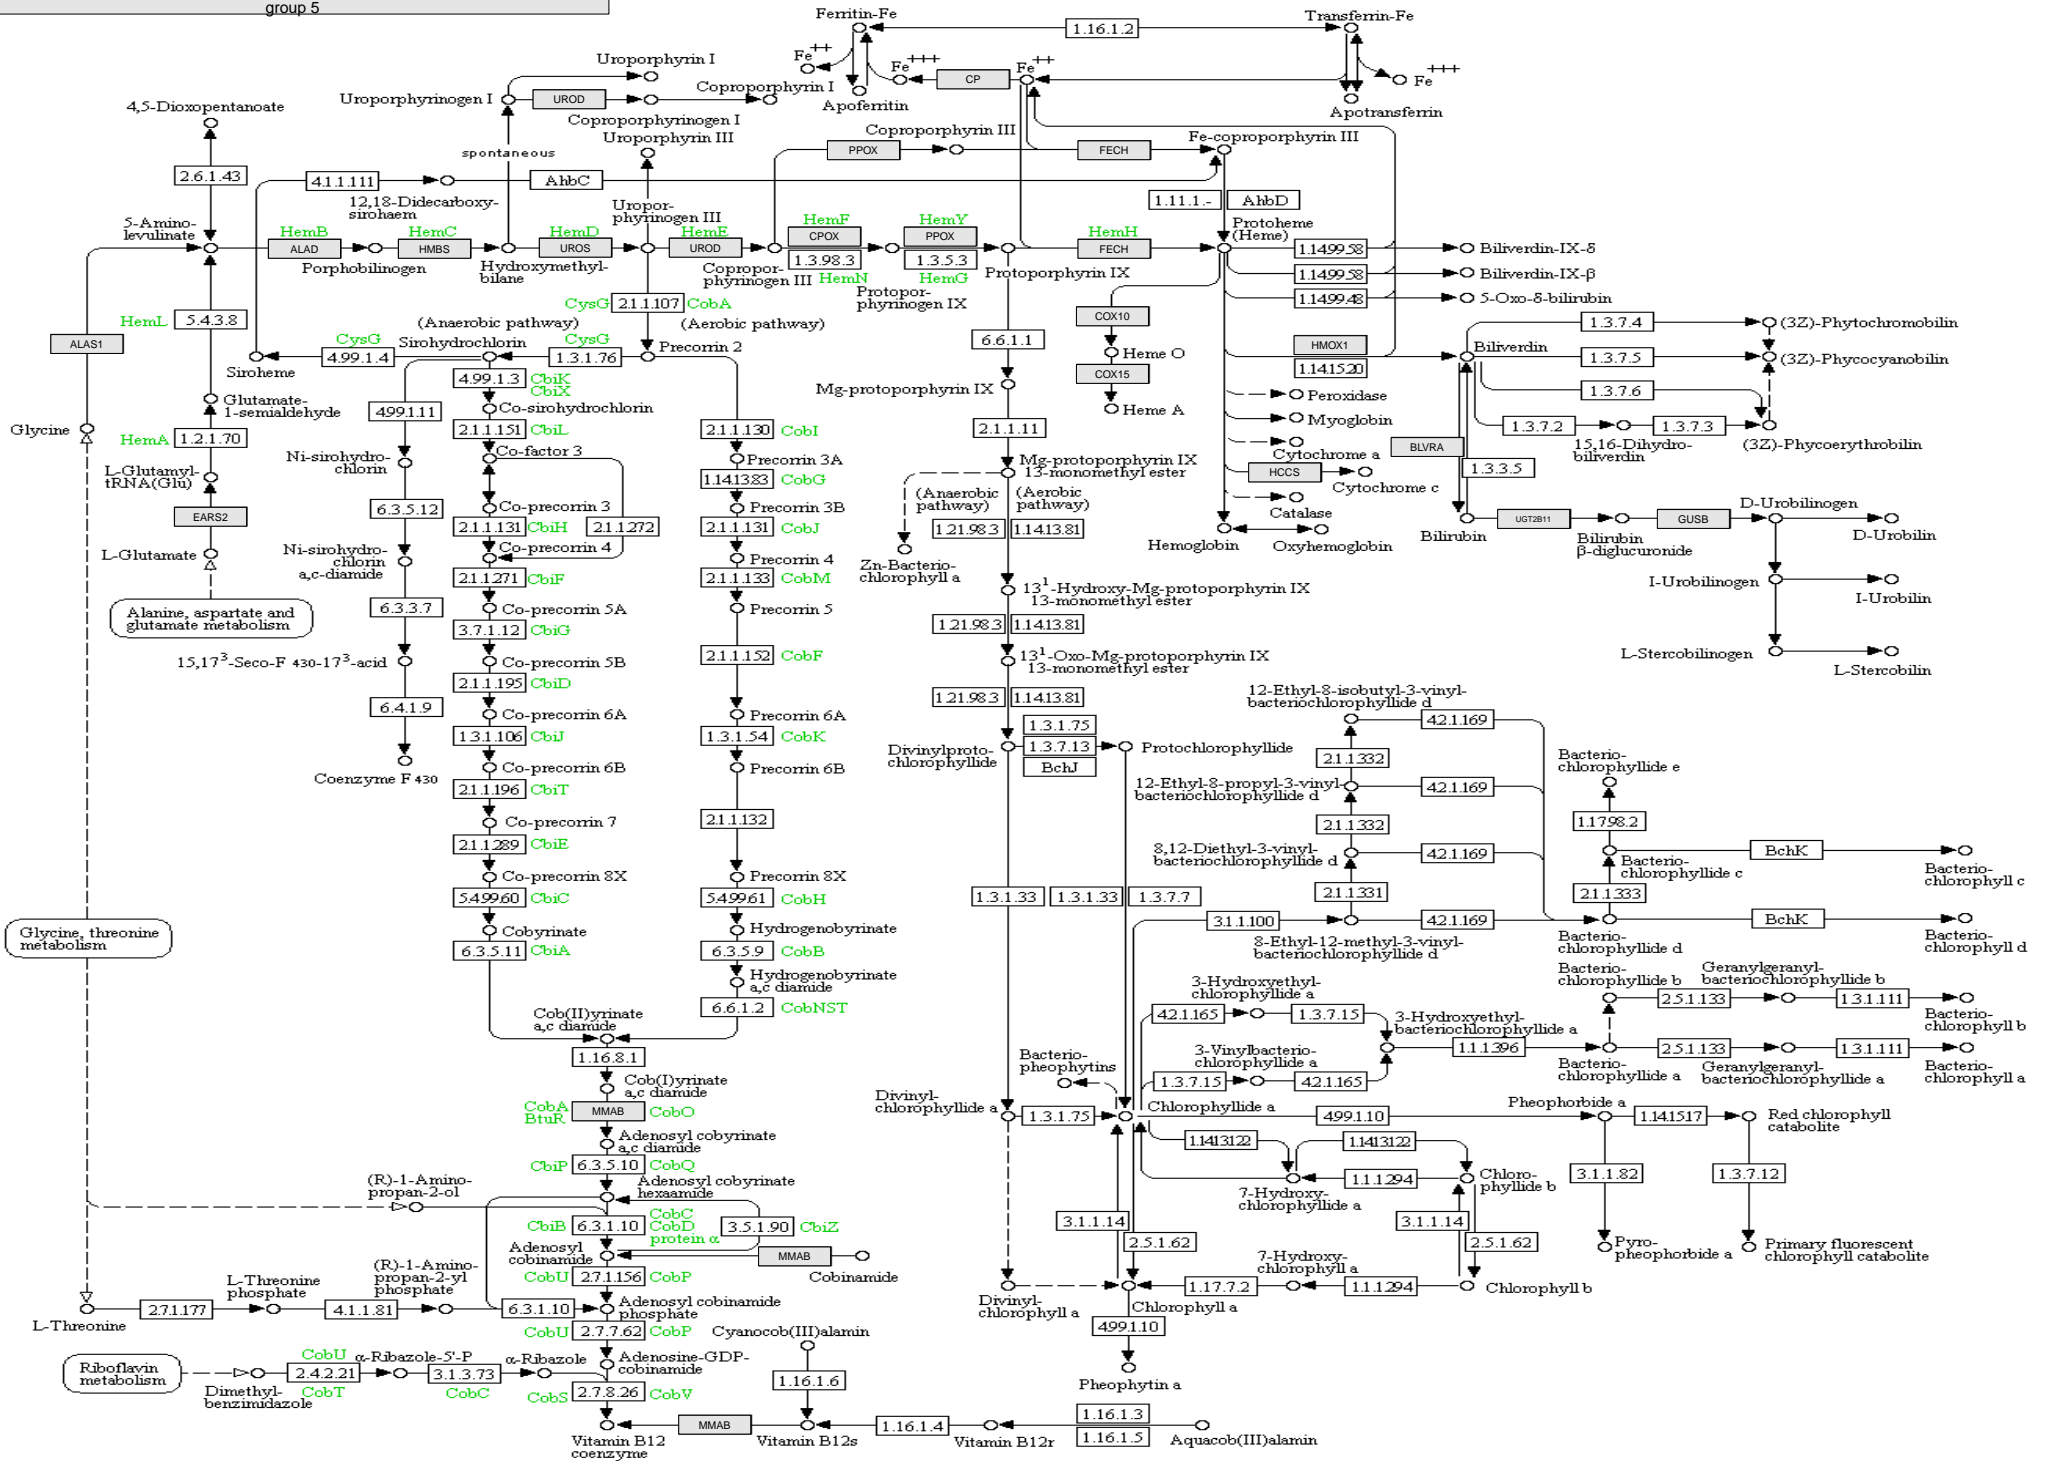 group 5
Ferritin-Fe
1.16.1.2
Transferrin-Fe
Fe++
Fe+++
CP
Fe++
Fe+++
Apoferritin
Apotransferrin
Uroporphyrin I
Uroporphyrinogen I
UROD
Coproporphyrin I
Coproporphyrinogen I
Uroporphyrin III
4,5-Dioxopentanoate
spontaneous
Coproporphyrin III
PPOX
FECH
Fe-coproporphyrin III
2.6.1.43
4.1.1.111
AhbC
12,18-Didecarboxy-
sirohaem
1.11.1.-
AhbD
5-Amino-
levulinate
Uropor-
phyrinogen III
Protoheme
(Heme)
HemB
HemC
HemD
HemE
HemF
HemY
HemH
ALAD
HMBS
UROS
UROD
CPOX
PPOX
FECH
1.3.98.3
1.3.5.3
HemN
HemG
Porphobilinogen
Hydroxymethyl-
bilane
Copropor-
phyrinogen III
Protopor-
phyrinogen IX
Protoporphyrin IX
1.14.99.58
Biliverdin-IX-δ
1.14.99.58
Biliverdin-IX-β
1.14.99.48
5-Oxo-δ-bilirubin
CysG
2.1.1.107
CobA
(Anaerobic pathway)
(Aerobic pathway)
HemL
5.4.3.8
ALAS1
COX10
Heme O
COX15
Heme A
HMOX1
1.14.15.20
Biliverdin
1.3.7.4
(3Z)-Phytochromobilin
1.3.7.5
(3Z)-Phycocyanobilin
1.3.7.6
1.3.7.2
15,16-Dihydro-
biliverdin
1.3.7.3
(3Z)-Phycoerythrobilin
6.6.1.1
Mg-protoporphyrin IX
2.1.1.11
Mg-protoporphyrin IX
13-monomethyl ester
CysG
4.99.1.4
Siroheme
Sirohydrochlorin
CysG
1.3.1.76
Precorrin 2
4.99.1.3
CbiK
CbiX
Co-sirohydrochlorin
4.99.1.11
2.1.1.151
CbiL
Co-factor 3
2.1.1.130
CobI
Precorrin 3A
1.14.13.83
CobG
Glutamate-
1-semialdehyde
Glycine
HemA
1.2.1.70
L-Glutamyl-
tRNA(Glu)
EARS2
L-Glutamate
Alanine, aspartate and
glutamate metabolism
Ni-sirohydro-
chlorin
6.3.5.12
Ni-sirohydro-
chlorin
a,c-diamide
6.3.3.7
15,17³-Seco-F 430-17³-acid
6.4.1.9
Coenzyme F 430
Co-precorrin 3
2.1.1.131
CbiH
2.1.1.272
Co-precorrin 4
2.1.1.271
CbiF
Co-precorrin 5A
3.7.1.12
CbiG
Co-precorrin 5B
2.1.1.195
CbiD
Co-precorrin 6A
1.3.1.106
CbiJ
Co-precorrin 6B
2.1.1.196
CbiT
Co-precorrin 7
2.1.1.289
CbiE
Co-precorrin 8X
5.4.99.60
CbiC
Cobyrinate
6.3.5.11
CbiA
Precorrin 3B
2.1.1.131
CobJ
Precorrin 4
2.1.1.133
CobM
Precorrin 5
2.1.1.152
CobF
Precorrin 6A
1.3.1.54
CobK
Precorrin 6B
2.1.1.132
Precorrin 8X
5.4.99.61
CobH
Hydrogenobyrinate
6.3.5.9
CobB
Hydrogenobyrinate
a,c diamide
6.6.1.2
CobNST
Peroxidase
Myoglobin
Cytochrome a
HCCS
Cytochrome c
Catalase
Hemoglobin
Oxyhemoglobin
BLVRA
1.3.3.5
Bilirubin
UGT2B11
Bilirubin
β-diglucuronide
GUSB
D-Urobilinogen
D-Urobilin
I-Urobilinogen
I-Urobilin
L-Stercobilinogen
L-Stercobilin
(Anaerobic
pathway)
(Aerobic
pathway)
1.21.98.3
1.14.13.81
Zn-Bacterio-
chlorophyll a
13¹-Hydroxy-Mg-protoporphyrin IX
13-monomethyl ester
1.21.98.3
1.14.13.81
13¹-Oxo-Mg-protoporphyrin IX
13-monomethyl ester
1.21.98.3
1.14.13.81
1.3.1.75
1.3.7.13
BchJ
Divinylproto-
chlorophyllide
Protochlorophyllide
12-Ethyl-8-isobutyl-3-vinyl-
bacteriochlorophyllide d
4.2.1.169
2.1.1.332
12-Ethyl-8-propyl-3-vinyl-
bacteriochlorophyllide d
4.2.1.169
2.1.1.332
8,12-Diethyl-3-vinyl-
bacteriochlorophyllide d
4.2.1.169
2.1.1.331
Bacterio-
chlorophyllide e
1.17.98.2
Bacterio-
chlorophyllide c
BchK
Bacterio-
chlorophyll c
2.1.1.333
1.3.1.33
1.3.1.33
1.3.7.7
3.1.1.100
4.2.1.169
8-Ethyl-12-methyl-3-vinyl-
bacteriochlorophyllide d
Bacterio-
chlorophyllide d
BchK
Bacterio-
chlorophyll d
Glycine, threonine
metabolism
3-Hydroxyethyl-
chlorophyllide a
4.2.1.165
1.3.7.15
3-Hydroxyethyl-
bacteriochlorophyllide a
3-Vinylbacterio-
chlorophyllide a
1.3.7.15
4.2.1.165
1.1.1.396
Bacterio-
chlorophyllide b
2.5.1.133
Geranylgeranyl-
bacteriochlorophyllide b
1.3.1.111
Bacterio-
chlorophyll b
Bacterio-
chlorophyllide a
2.5.1.133
Geranylgeranyl-
bacteriochlorophyllide a
1.3.1.111
Bacterio-
chlorophyll a
Cob(II)yrinate
a,c diamide
1.16.8.1
Cob(I)yrinate
a,c diamide
CobA
BtuR
MMAB
CobO
Adenosyl cobyrinate
a,c diamide
CbiP
6.3.5.10
CobQ
Adenosyl cobyrinate
hexaamide
CbiB
6.3.1.10
CobC
CobD
protein α
3.5.1.90
CbiZ
Adenosyl
cobinamide
MMAB
Cobinamide
CobU
2.7.1.156
CobP
(R)-1-Amino-
propan-2-ol
L-Threonine
2.7.1.177
L-Threonine
phosphate
4.1.1.81
(R)-1-Amino-
propan-2-yl
phosphate
6.3.1.10
Adenosyl cobinamide
phosphate
CobU
2.7.7.62
CobP
Adenosine-GDP-
cobinamide
Riboflavin
metabolism
Dimethyl-
benzimidazole
CobU
2.4.2.21
CobT
α-Ribazole-5'-P
3.1.3.73
CobC
α-Ribazole
CobS
2.7.8.26
CobV
Cyanocob(III)alamin
1.16.1.6
Vitamin B12
coenzyme
MMAB
Vitamin B12s
1.16.1.4
Vitamin B12r
1.16.1.3
1.16.1.5
Aquacob(III)alamin
Bacterio-
pheophytins
Divinyl-
chlorophyllide a
1.3.1.75
Chlorophyllide a
4.99.1.10
Pheophorbide a
1.14.15.17
Red chlorophyll
catabolite
1.14.13.122
1.14.13.122
7-Hydroxy-
chlorophyllide a
1.1.1.294
Chloro-
phyllide b
3.1.1.82
1.3.7.12
Pyro-
pheophorbide a
Primary fluorescent
chlorophyll catabolite
3.1.1.14
2.5.1.62
3.1.1.14
2.5.1.62
Divinyl-
chlorophyll a
Chlorophyll a
1.17.7.2
7-Hydroxy-
chlorophyll a
1.1.1.294
Chlorophyll b
4.99.1.10
Pheophytin a